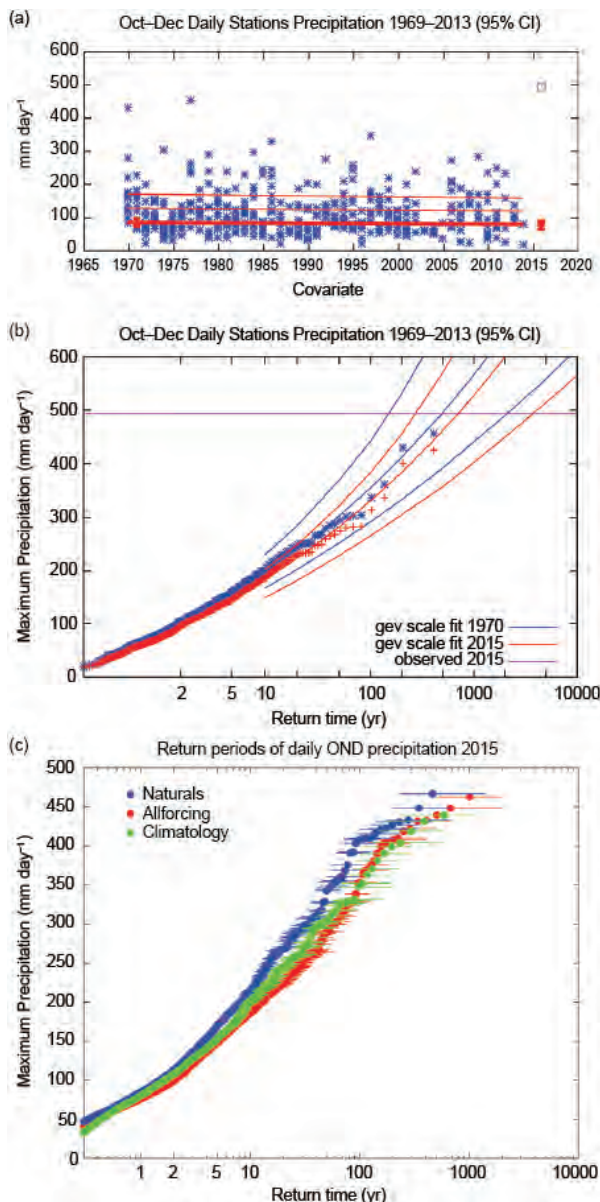 (a) Oct–Dec Daily Stations Precipitation 1969–2013 (95% CI)
600
500
400
300
200
100
0
mm day⁻¹
1965 1970 1975 1980 1985 1990 1995 2000 2005 2010 2015 2020
Covariate
(b) Oct–Dec Daily Stations Precipitation 1969–2013 (95% CI)
600
500
400
300
200
100
0
Maximum Precipitation (mm day⁻¹)
gev scale fit 1970
gev scale fit 2015
observed 2015
2 5 10 100 1000 10000
Return time (yr)
(c) Return periods of daily OND precipitation 2015
500
450
400
350
300
250
200
150
100
50
0
Maximum Precipitation (mm day⁻¹)
Naturals
Allforcing
Climatology
1 2 5 10 100 1000 10000
Return time (yr)